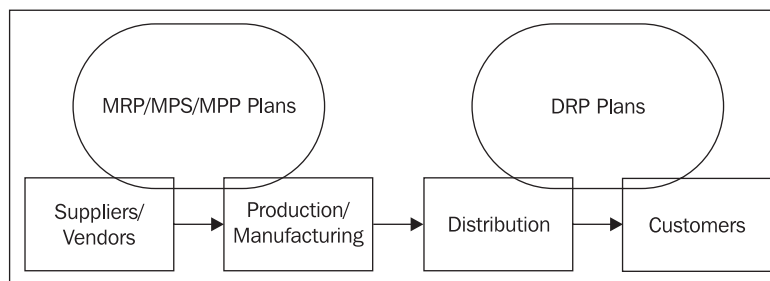 MRP/MPS/MPP Plans
DRP Plans
Suppliers/
Vendors
Production/
Manufacturing
Distribution
Customers